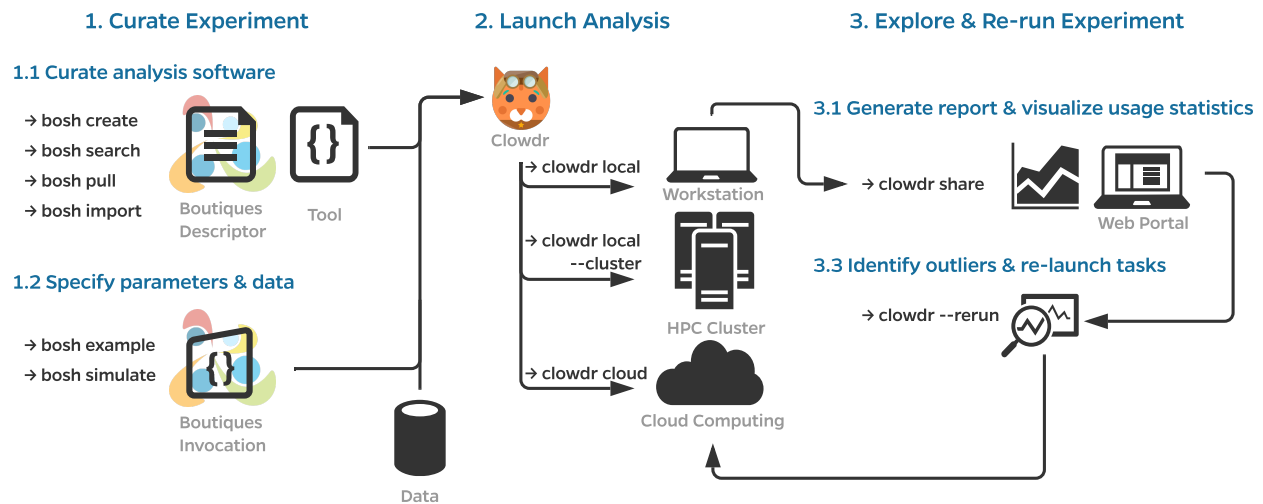 1. Curate Experiment
1.1 Curate analysis software
→ bosh create
→ bosh search
→ bosh pull
→ bosh import
Boutiques
Descriptor
{}
Tool
1.2 Specify parameters & data
→ bosh example
→ bosh simulate
{}
Boutiques
Invocation
Data
2. Launch Analysis
Clowdr
→ clowdr local
Workstation
→ clowdr local
--cluster
HPC Cluster
→ clowdr cloud
Cloud Computing
3. Explore & Re-run Experiment
3.1 Generate report & visualize usage statistics
→ clowdr share
Web Portal
3.3 Identify outliers & re-launch tasks
→ clowdr --rerun